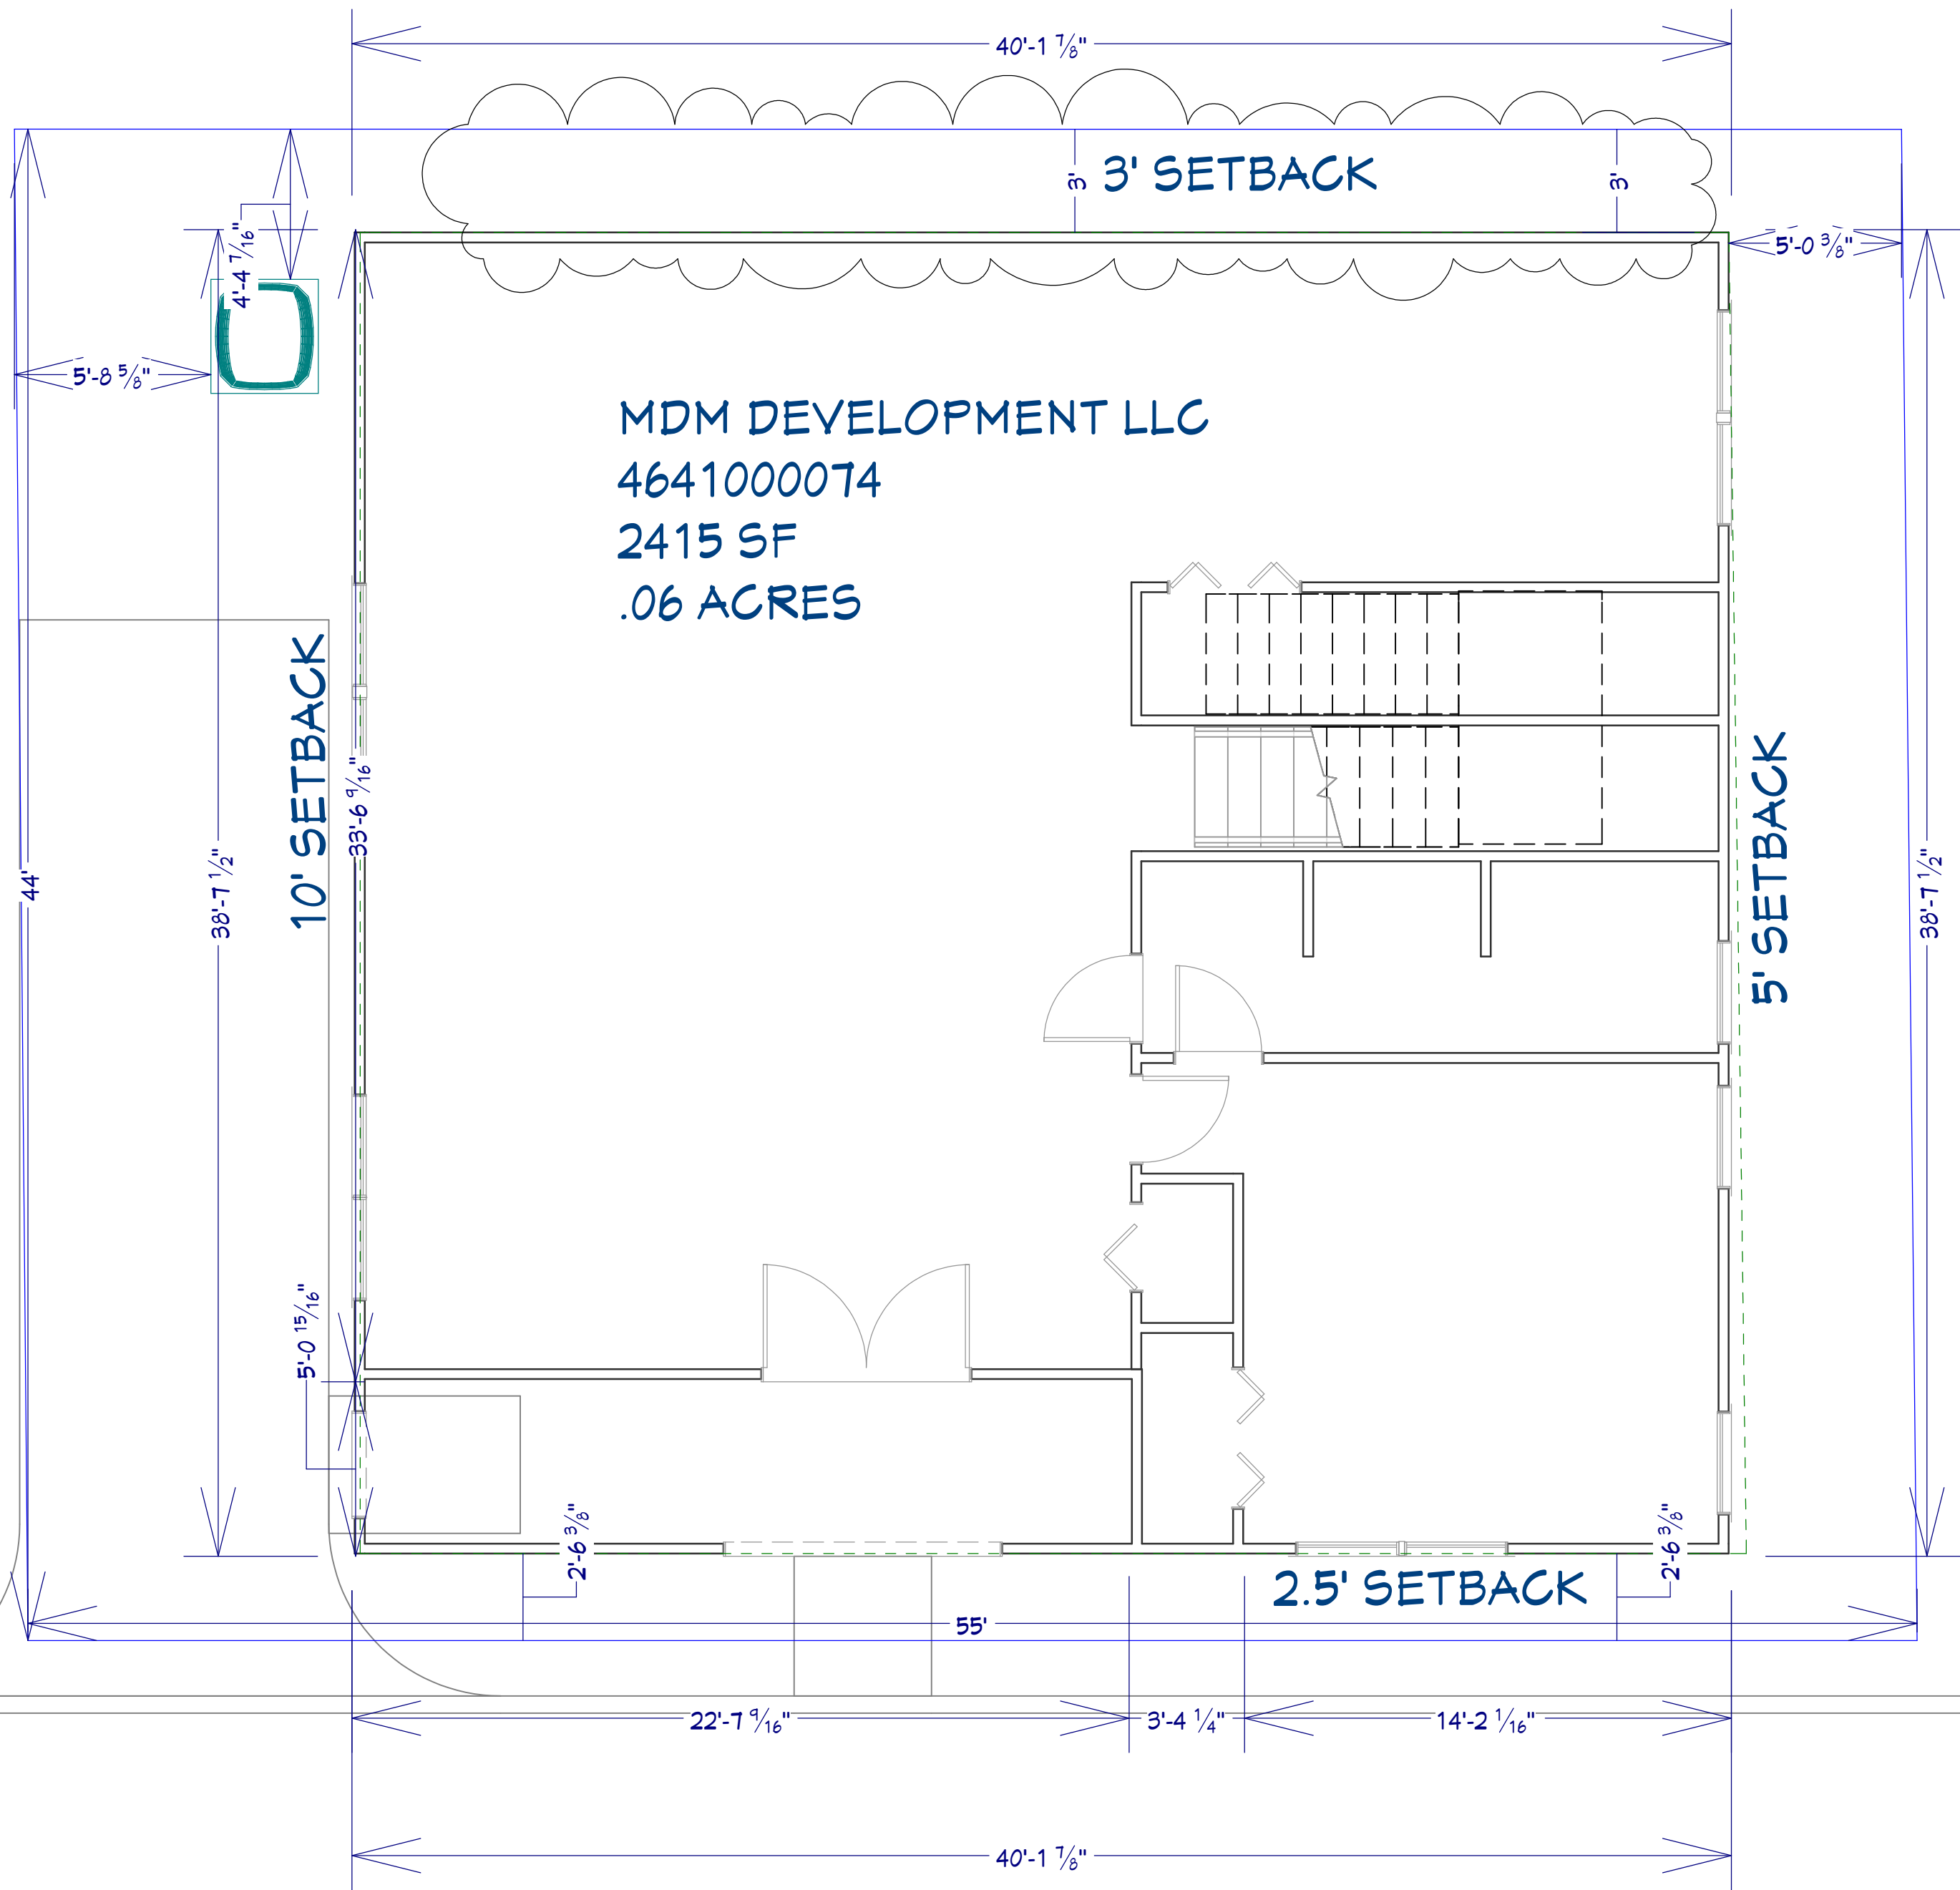 40'-1 7/8"
3' SETBACK
3'
3'
4'-4 7/16"
5'-0 3/8"
5'-8 5/8"
MDM DEVELOPMENT LLC
4641000074
2415 SF
.06 ACRES
10' SETBACK
33'-6 9/16"
5' SETBACK
44'
38'-7 1/2"
38'-7 1/2"
5'-0 15/16"
2'-6 3/8"
2'-6 3/8"
2.5' SETBACK
55'
22'-7 9/16"
3'-4 1/4"
14'-2 1/16"
40'-1 7/8"